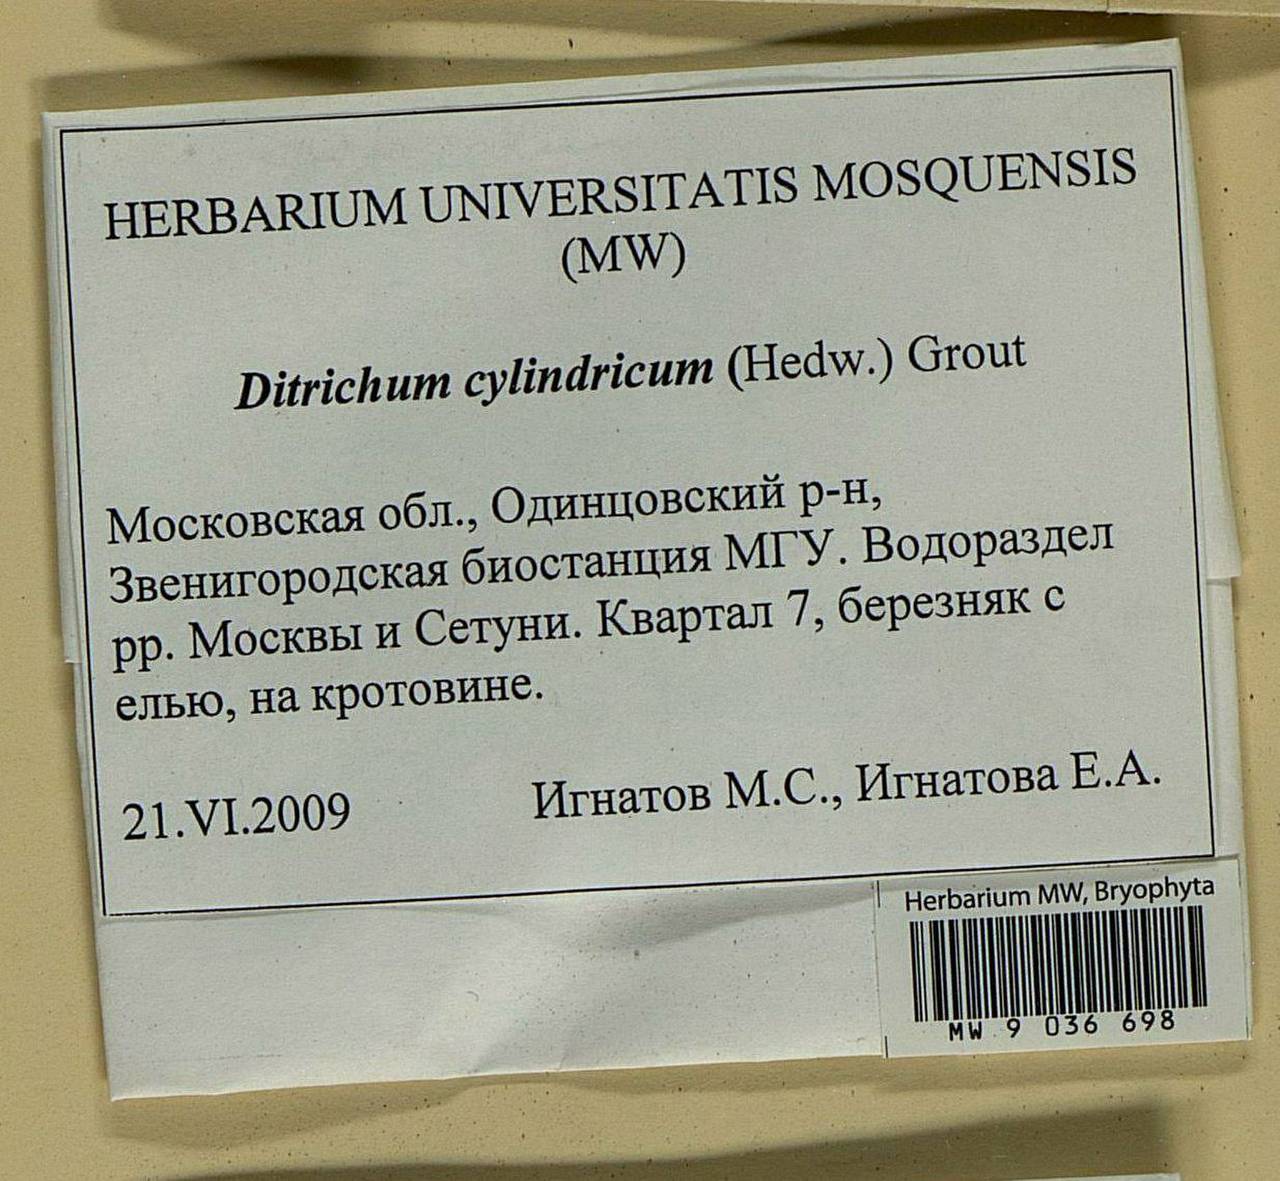 HERBARIUM UNIVERSITATIS MOSQUENSIS
(MW)
Ditrichum cylindricum (Hedw.) Grout
Московская обл., Одинцовский р-н,
Звенигородская биостанция МГУ. Водораздел
рр. Москвы и Сетуни. Квартал 7, березняк с
елью, на кротовине.
21.VI.2009 Игнатов М.С., Игнатова Е.А.
Herbarium MW, Bryophyta
MW 9 036 698